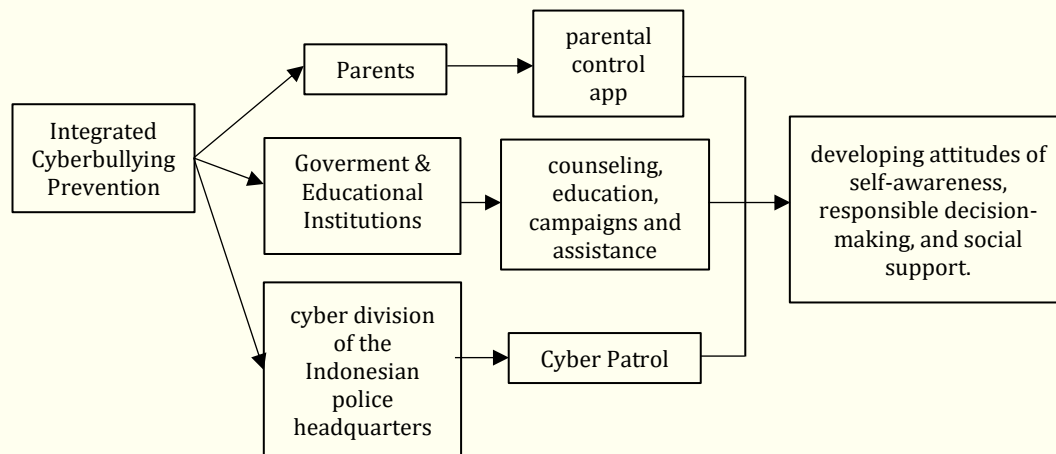 Integrated
Cyberbullying
Prevention
Parents
parental
control
app
Goverment &
Educational
Institutions
counseling,
education,
campaigns and
assistance
cyber division
of the
Indonesian
police
headquarters
Cyber Patrol
developing attitudes of
self-awareness,
responsible decision-
making, and social
support.